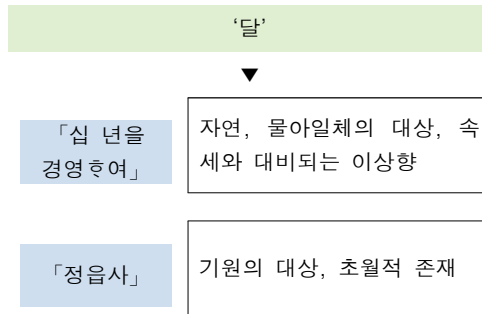 ‘달’
▼
「십 년을
경영ᄒᆞ여」
자연, 물아일체의 대상, 속
세와 대비되는 이상향
「정읍사」
기원의 대상, 초월적 존재